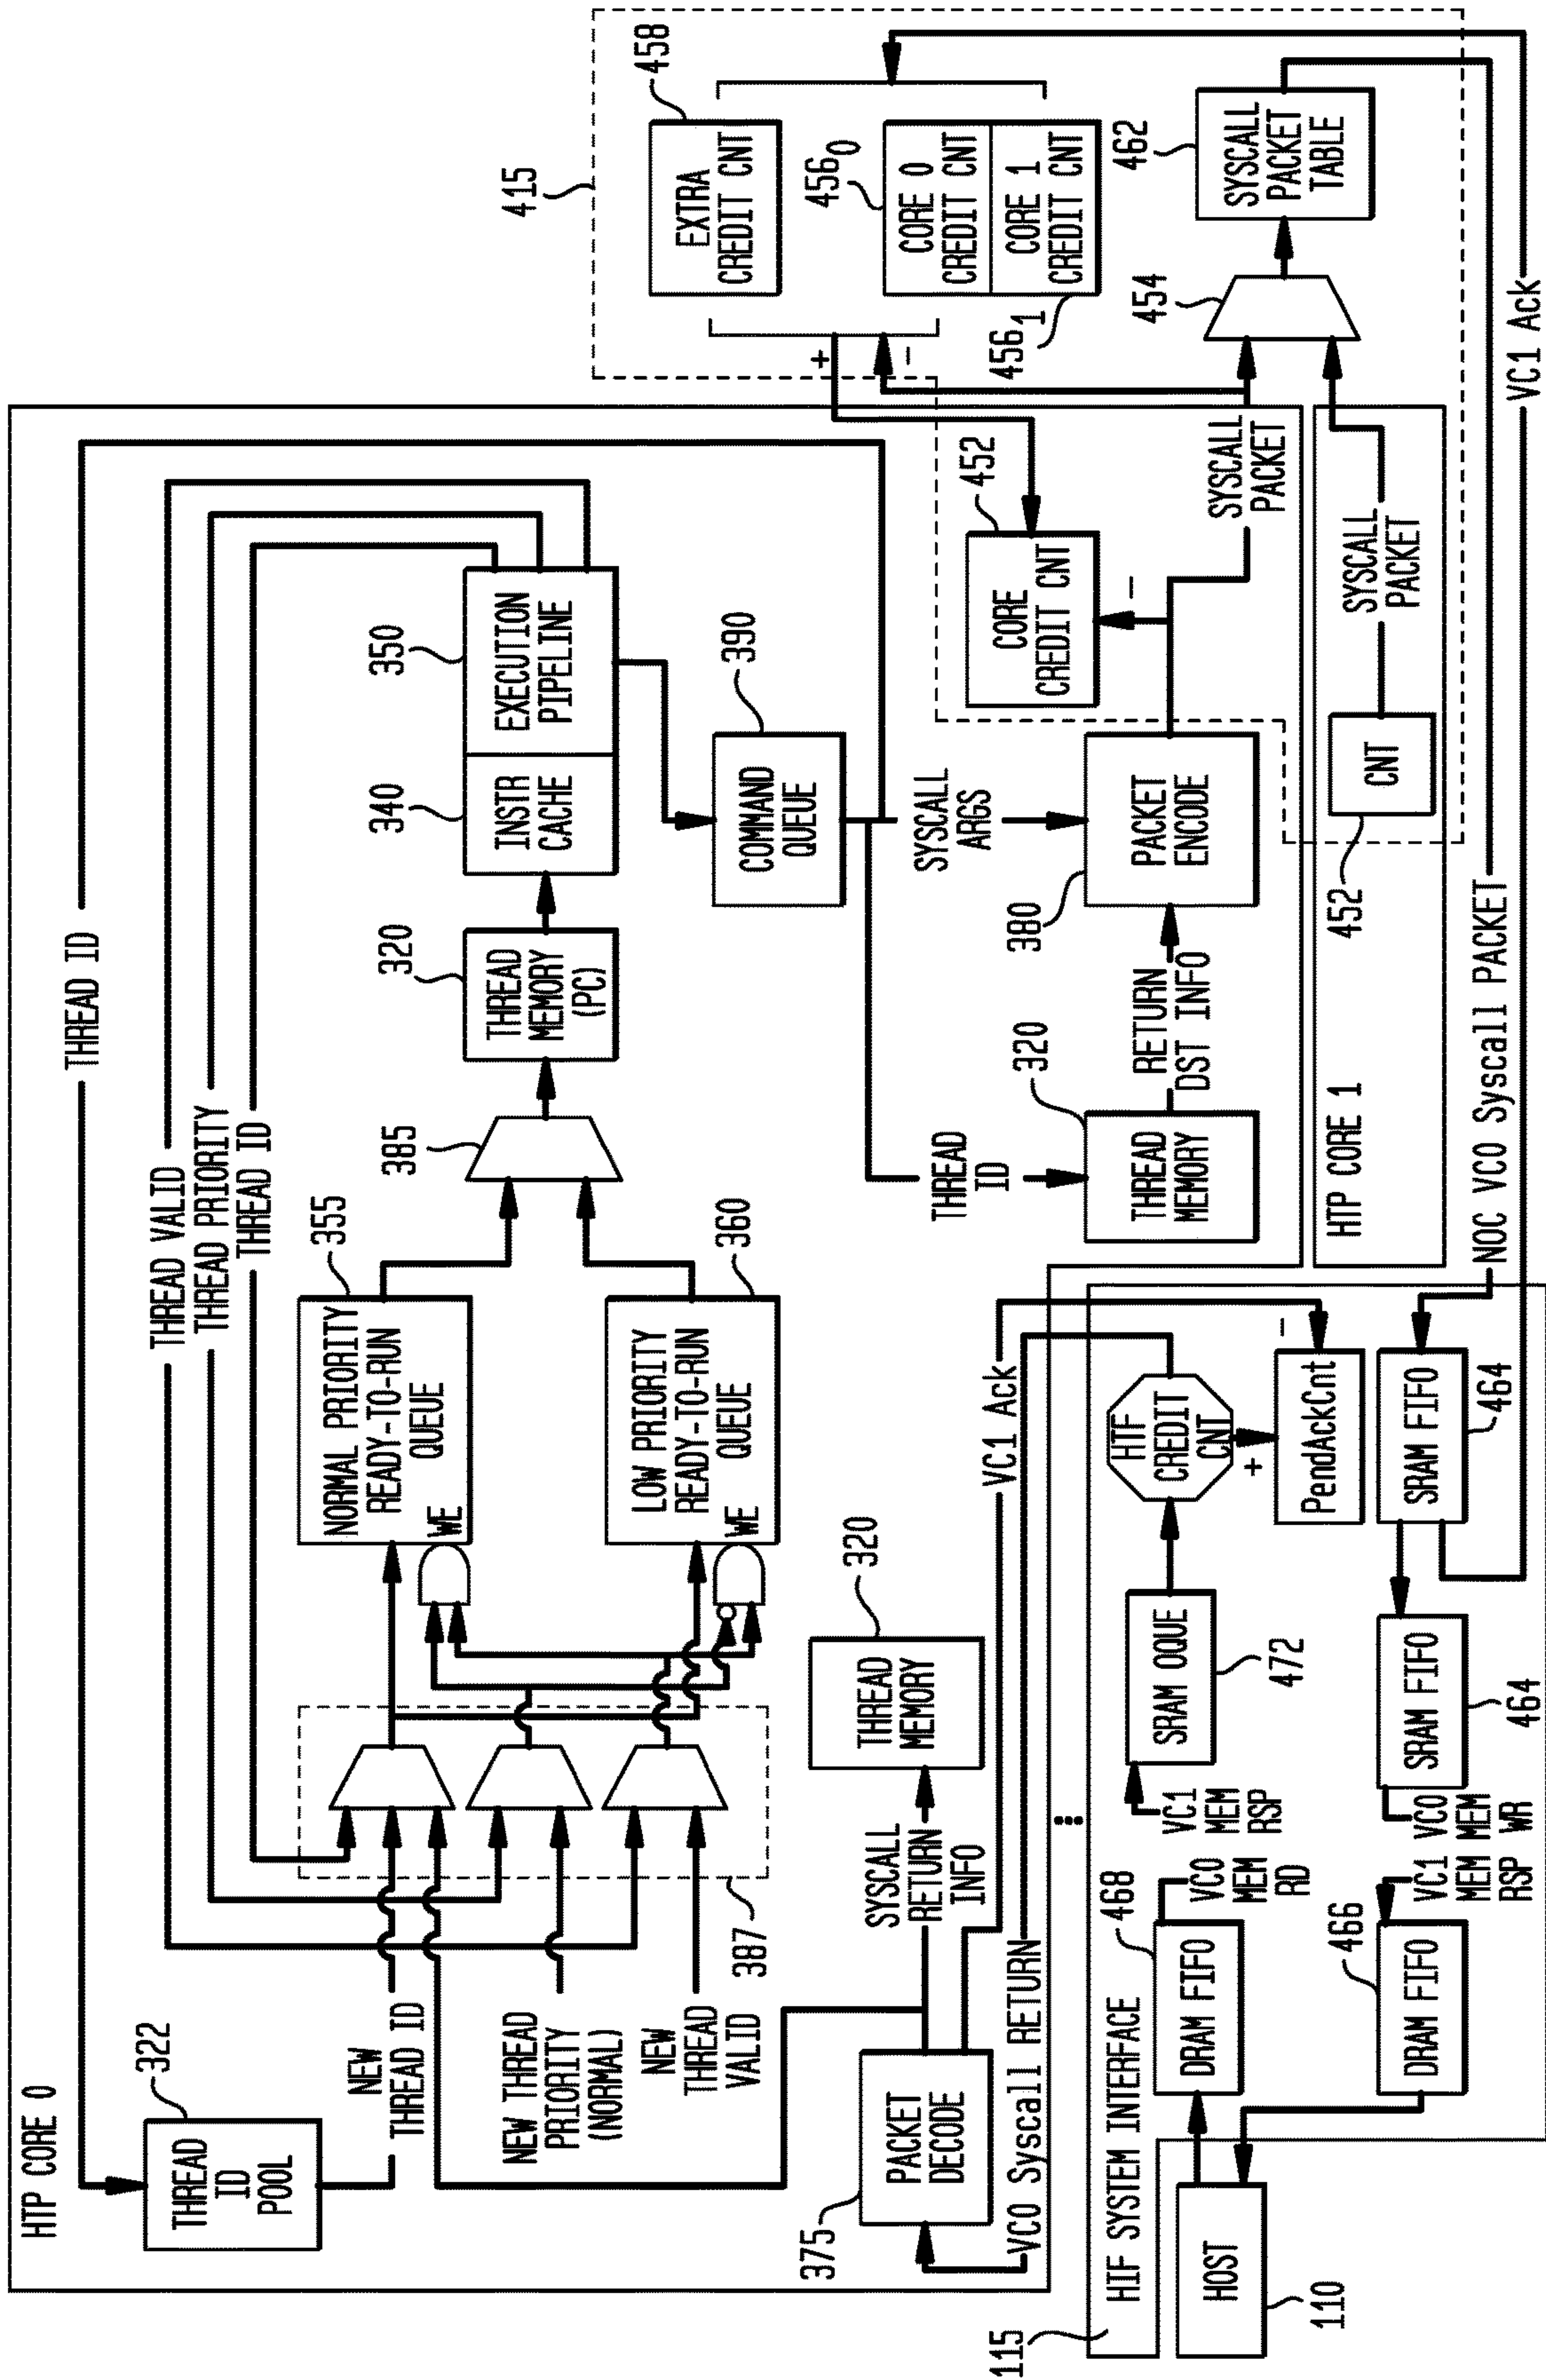 HTP CORE 0
THREAD
ID
POOL
322
THREAD ID
THREAD VALID
THREAD PRIORITY
THREAD ID
NEW
THREAD ID
NEW THREAD
PRIORITY
(NORMAL)
NEW
THREAD
VALID
387
NORMAL PRIORITY
READY-TO-RUN
QUEUE
WE
355
LOW PRIORITY
READY-TO-RUN
QUEUE
WE
360
385
THREAD
MEMORY
(PC)
320
INSTR
CACHE
340
EXECUTION
PIPELINE
350
COMMAND
QUEUE
390
SYSCALL
ARGS
THREAD
ID
THREAD
MEMORY
320
RETURN
DST INFO
PACKET
ENCODE
380
CORE
CREDIT CNT
452
−
SYSCALL
PACKET
PACKET
DECODE
375
SYSCALL
RETURN
INFO
THREAD
MEMORY
320
VC0 Syscall RETURN
VC1 Ack
415
EXTRA
CREDIT CNT
458
CORE 0
CREDIT CNT
456 0
CORE 1
CREDIT CNT
456 1
+
−
454
SYSCALL
PACKET
TABLE
462
HTP CORE 1
CNT
452
SYSCALL
PACKET
NOC VC0 Syscall PACKET
VC1 Ack
HIF SYSTEM INTERFACE
115
HOST
110
DRAM FIFO
468
VC0
MEM
RD
VC1
MEM
RSP
SRAM OQUE
472
HTF
CREDIT
CNT
+
−
PendAckCnt
DRAM FIFO
466
VC1
MEM
RSP
VC0
MEM
WR
SRAM FIFO
464
SRAM FIFO
464